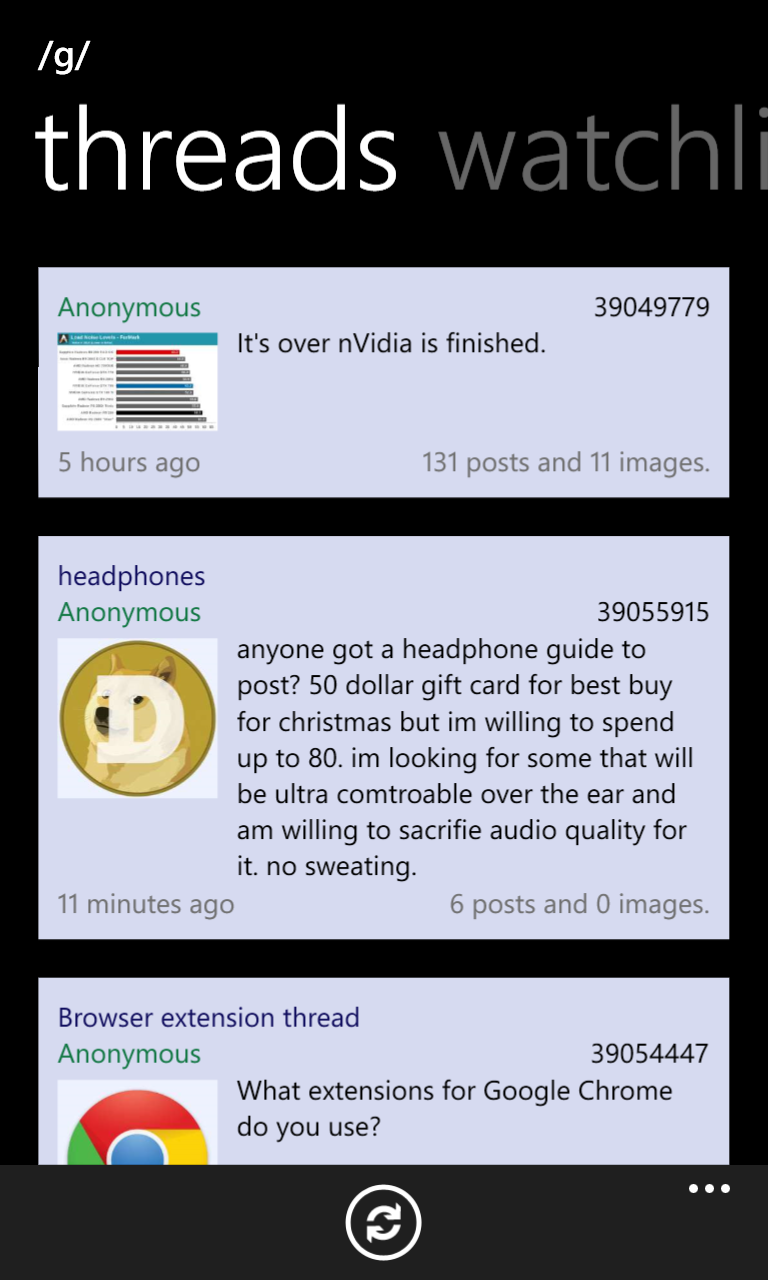 /g/
threads watchli
Anonymous 39049779
It's over nVidia is finished.
5 hours ago 131 posts and 11 images.
headphones
Anonymous 39055915
D
anyone got a headphone guide to
post? 50 dollar gift card for best buy
for christmas but im willing to spend
up to 80. im looking for some that will
be ultra comtroable over the ear and
am willing to sacrifie audio quality for
it. no sweating.
11 minutes ago 6 posts and 0 images.
Browser extension thread
Anonymous 39054447
What extensions for Google Chrome
do you use?